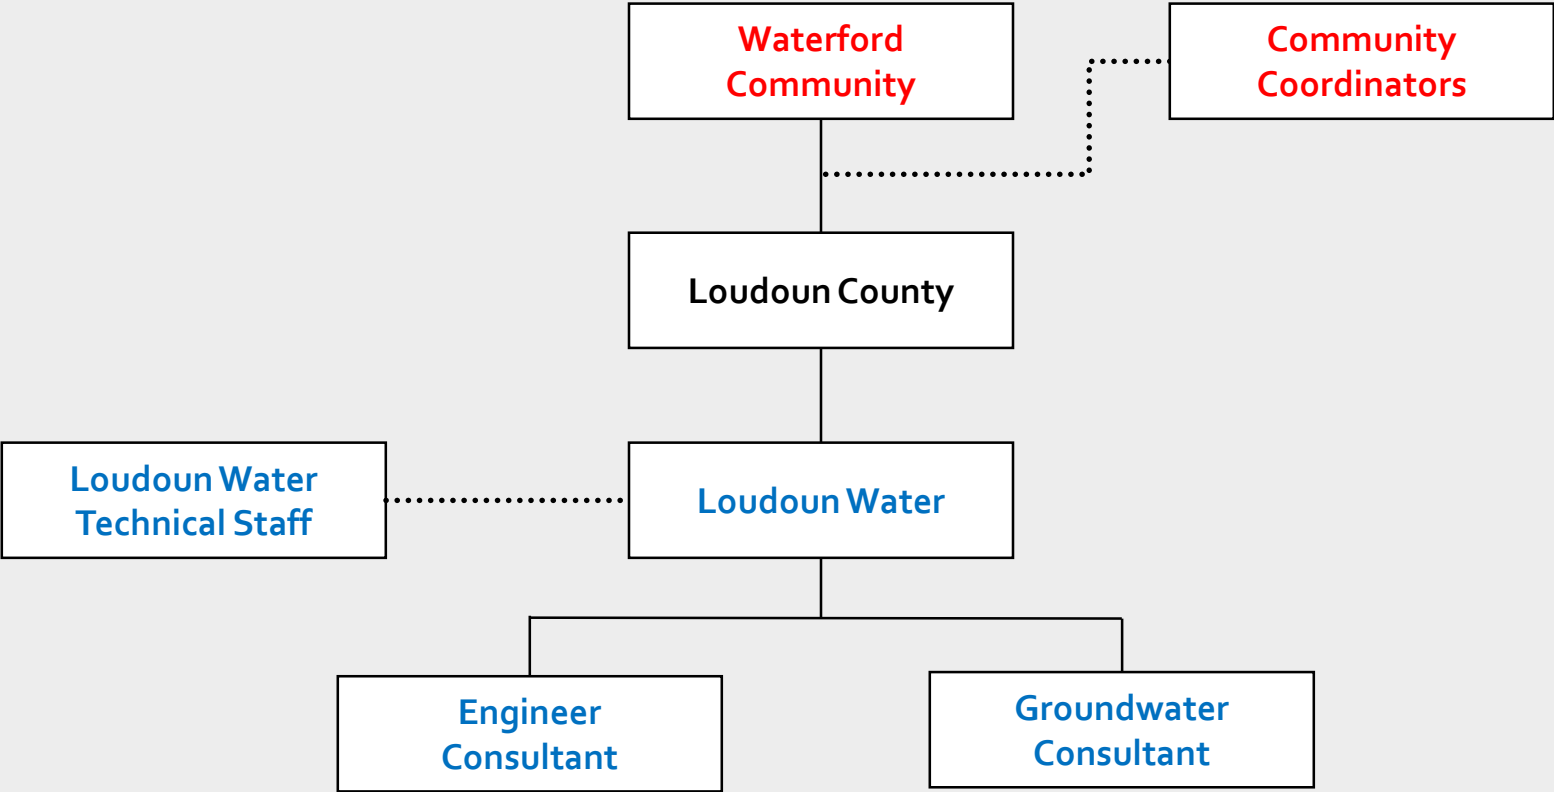 Waterford
Community
Community
Coordinators
Loudoun County
Loudoun Water
Technical Staff
Loudoun Water
Engineer
Consultant
Groundwater
Consultant